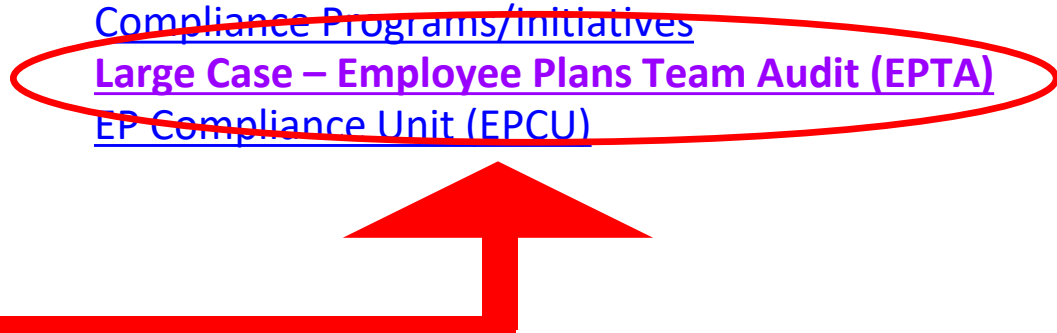 Compliance Programs/Initiatives
Large Case – Employee Plans Team Audit (EPTA)
EP Compliance Unit (EPCU)